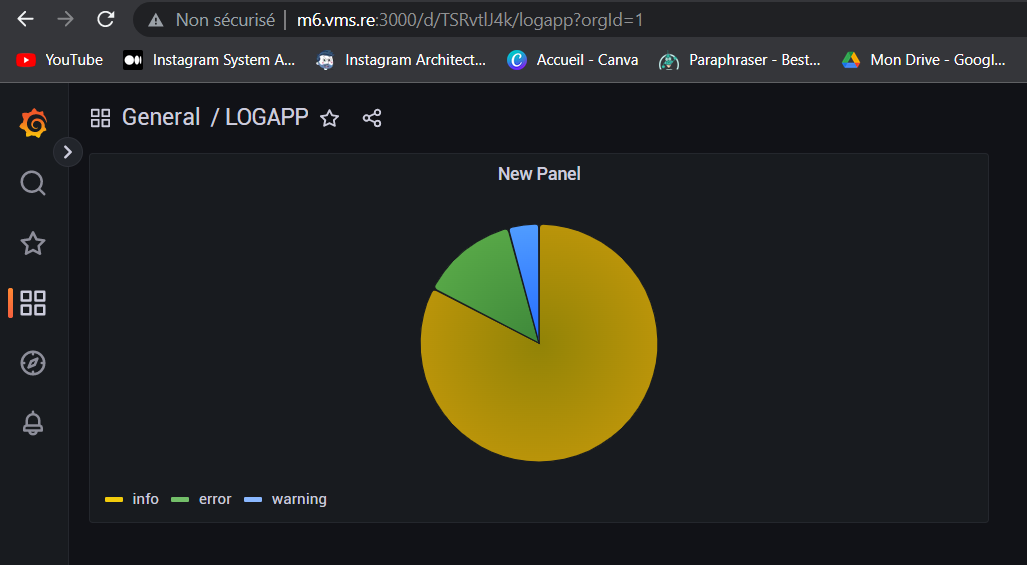 Non sécurisé | m6.vms.re:3000/d/TSRvtlJ4k/logapp?orgId=1
YouTube Instagram System A... Instagram Architect... Accueil - Canva Paraphraser - Best... Mon Drive - Googl...
General / LOGAPP
New Panel
info error warning